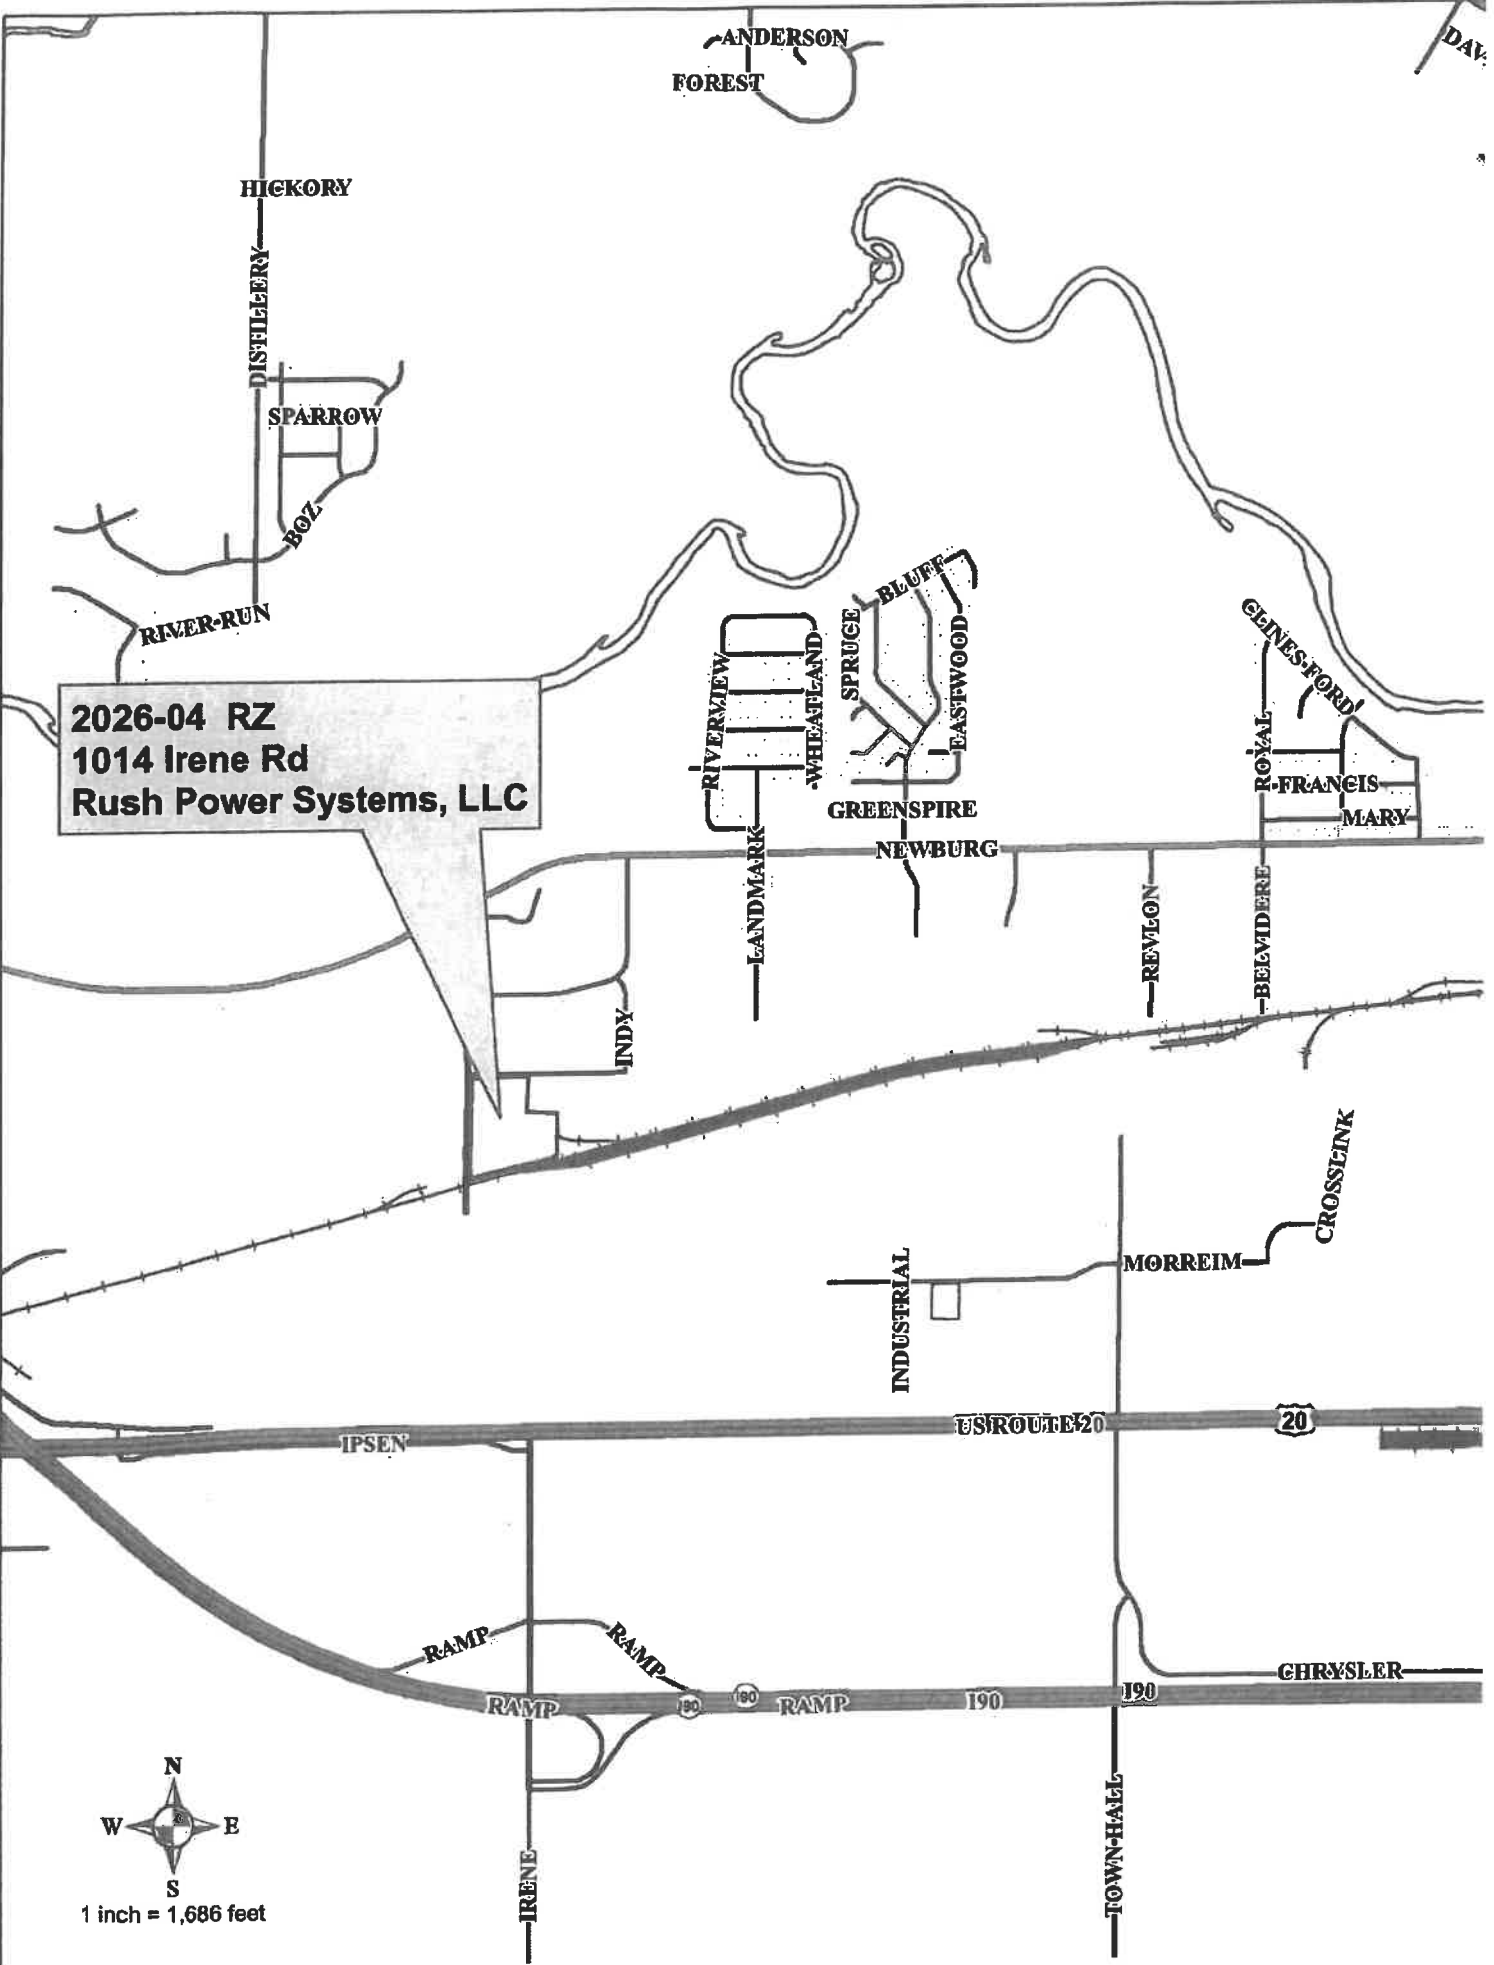 ANDERSON
DAV
FOREST
HICKORY
DISTILLERY
SPARROW
BOZ
BLUFF
RIVER-RUN
SPRUCE
EASTWOOD
CLINES-FORD
RIVERVIEW
WHEATLAND
2026-04 RZ
1014 Irene Rd
Rush Power Systems, LLC
ROYAL
FRANCIS
GREENSPIRE
MARY
NEWBURG
LANDMARK
REVLON
BELVIDERE
INDY
CROSSLINK
MORREIM
INDUSTRIAL
US ROUTE 20
20
IPSEN
RAMP
RAMP
CHRYSLER
RAMP
190
190
RAMP
I90
I90
N
W
E
S
TOWN-HALL
IRENE
1 inch = 1,686 feet